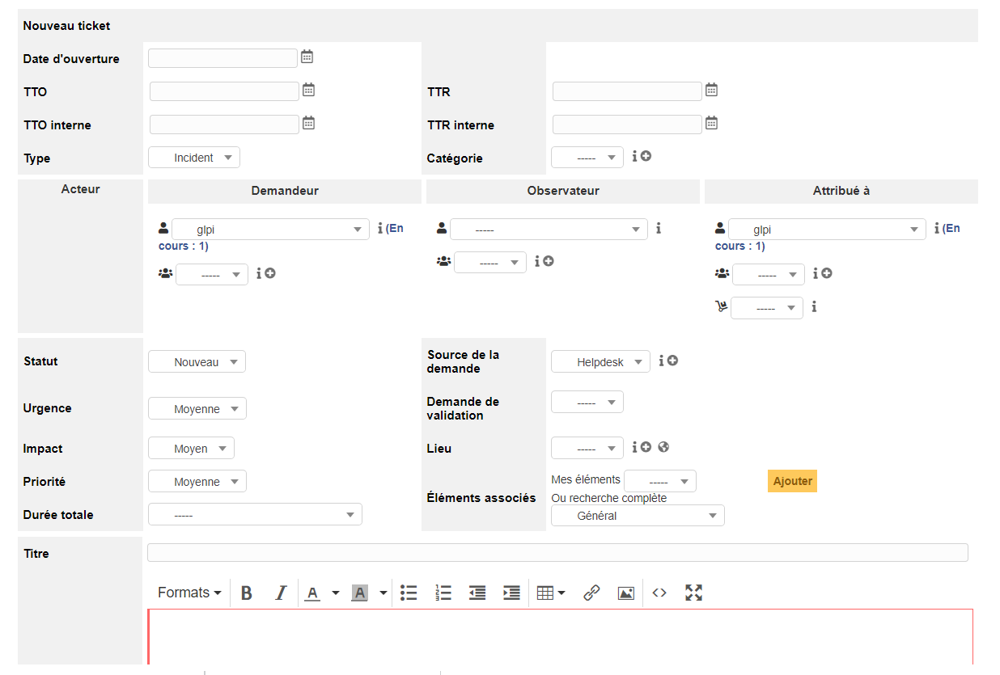 Nouveau ticket
Date d'ouverture
TTO
TTR
TTO interne
TTR interne
Type
Incident
Catégorie
-----
Acteur
Demandeur
Observateur
Attribué à
glpi
(En
cours : 1)
-----
-----
-----
glpi
(En
cours : 1)
-----
-----
Statut
Nouveau
Source de la
demande
Helpdesk
Urgence
Moyenne
Demande de
validation
-----
Impact
Moyen
Lieu
-----
Priorité
Moyenne
Éléments associés
Mes éléments
-----
Ajouter
Ou recherche complète
Général
Durée totale
-----
Titre
Formats
B
I
A
A